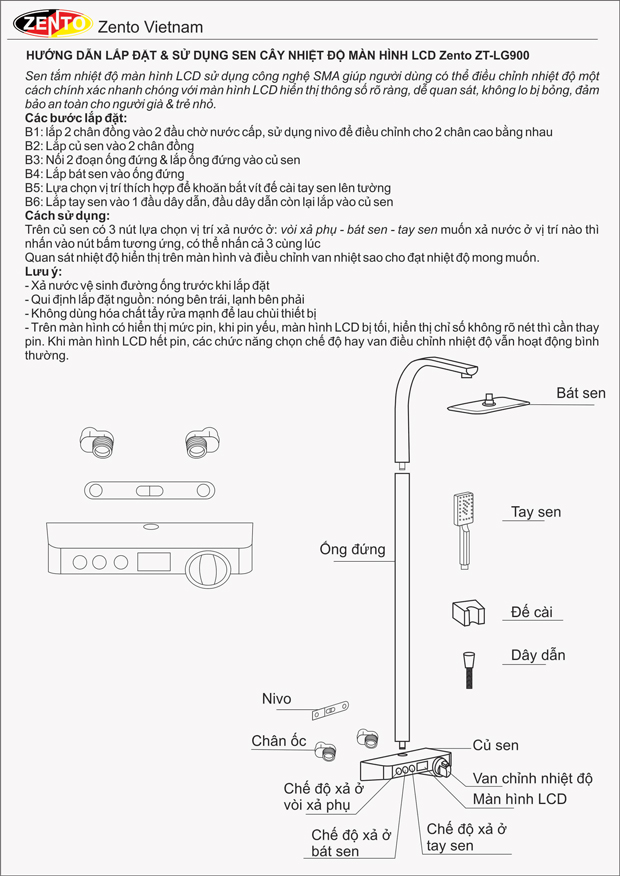 ZENTO
Zento Vietnam
HƯỚNG DẪN LẮP ĐẶT & SỬ DỤNG SEN CÂY NHIỆT ĐỘ MÀN HÌNH LCD Zento ZT-LG900
Sen tắm nhiệt độ màn hình LCD sử dụng công nghệ SMA giúp người dùng có thể điều chỉnh nhiệt độ một
cách chính xác nhanh chóng với màn hình LCD hiển thị thông số rõ ràng, dễ quan sát, không lo bị bỏng, đảm
bảo an toàn cho người già & trẻ nhỏ.
Các bước lắp đặt:
B1: lắp 2 chân đồng vào 2 đầu chờ nước cấp, sử dụng nivo để điều chỉnh cho 2 chân cao bằng nhau
B2: Lắp củ sen vào 2 chân đồng
B3: Nối 2 đoạn ống đứng & lắp ống đứng vào củ sen
B4: Lắp bát sen vào ống đứng
B5: Lựa chọn vị trí thích hợp để khoăn bắt vít để cài tay sen lên tường
B6: Lắp tay sen vào 1 đầu dây dẫn, đầu dây dẫn còn lại lắp vào củ sen
Cách sử dụng:
Trên củ sen có 3 nút lựa chọn vị trí xả nước ở: vòi xả phụ - bát sen - tay sen muốn xả nước ở vị trí nào thì
nhấn vào nút bấm tương ứng, có thể nhấn cả 3 cùng lúc
Quan sát nhiệt độ hiển thị trên màn hình và điều chỉnh van nhiệt sao cho đạt nhiệt độ mong muốn.
Lưu ý:
- Xả nước vệ sinh đường ống trước khi lắp đặt
- Qui định lắp đặt nguồn: nóng bên trái, lạnh bên phải
- Không dùng hóa chất tẩy rửa mạnh để lau chùi thiết bị
- Trên màn hình có hiển thị mức pin, khi pin yếu, màn hình LCD bị tối, hiển thị chỉ số không rõ nét thì cần thay
pin. Khi màn hình LCD hết pin, các chức năng chọn chế độ hay van điều chỉnh nhiệt độ vẫn hoạt động bình
thường.
Bát sen
Tay sen
Ống đứng
Đế cài
Dây dẫn
Nivo
Chân ốc
Củ sen
Van chỉnh nhiệt độ
Màn hình LCD
Chế độ xả ở
vòi xả phụ
Chế độ xả ở
bát sen
Chế độ xả ở
tay sen